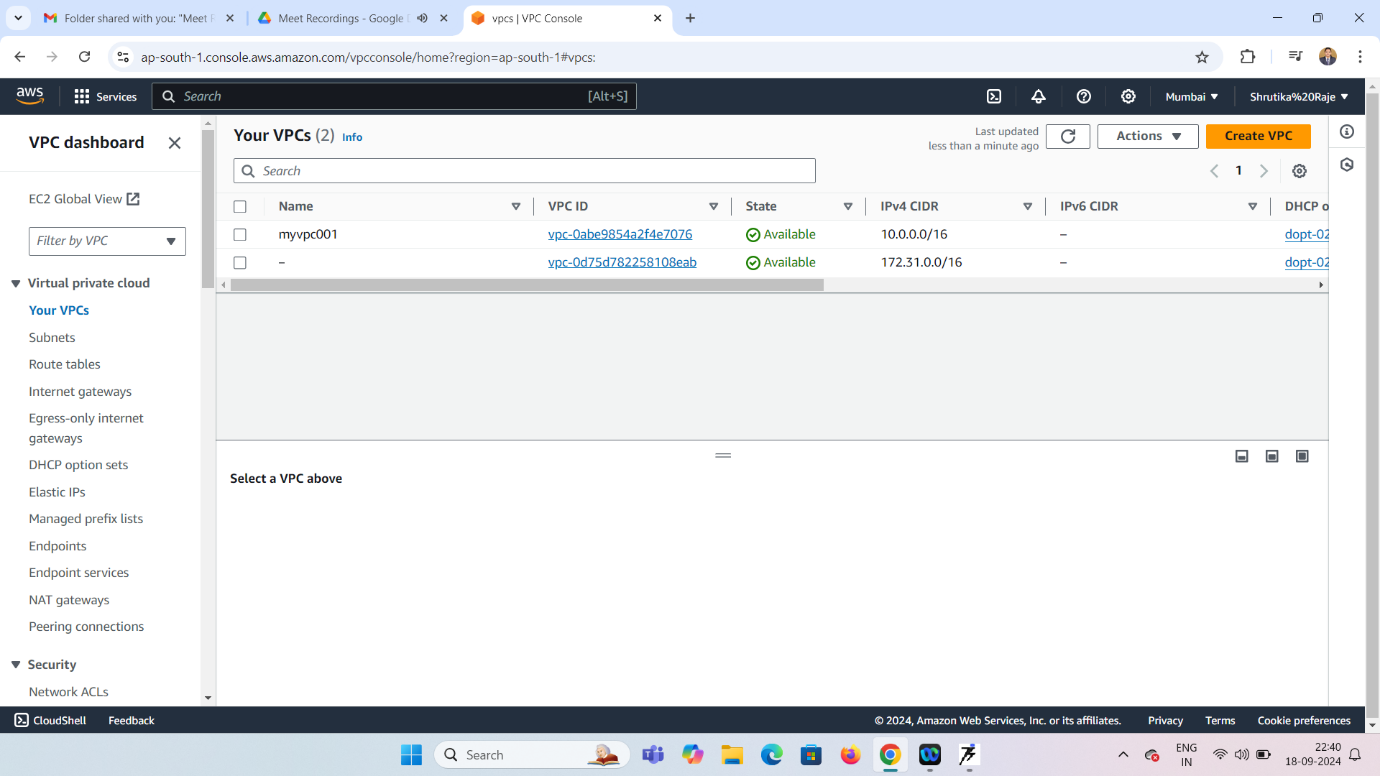 Folder shared with you: "Meet R
Meet Recordings - Google D
vpcs | VPC Console
ap-south-1.console.aws.amazon.com/vpcconsole/home?region=ap-south-1#vpcs:
aws
Services
Search
[Alt+S]
Mumbai
Shrutika%20Raje
VPC dashboard
EC2 Global View
Filter by VPC
Virtual private cloud
Your VPCs
Subnets
Route tables
Internet gateways
Egress-only internet
gateways
DHCP option sets
Elastic IPs
Managed prefix lists
Endpoints
Endpoint services
NAT gateways
Peering connections
Security
Network ACLs
Your VPCs (2) Info
Last updated
less than a minute ago
Actions
Create VPC
Search
1
Name VPC ID State IPv4 CIDR IPv6 CIDR DHCP o
myvpc001 vpc-0abe9854a2f4e7076 Available 10.0.0.0/16 – dopt-02
– vpc-0d75d782258108eab Available 172.31.0.0/16 – dopt-02
Select a VPC above
CloudShell Feedback © 2024, Amazon Web Services, Inc. or its affiliates. Privacy Terms Cookie preferences
Search
ENG
IN
22:40
18-09-2024